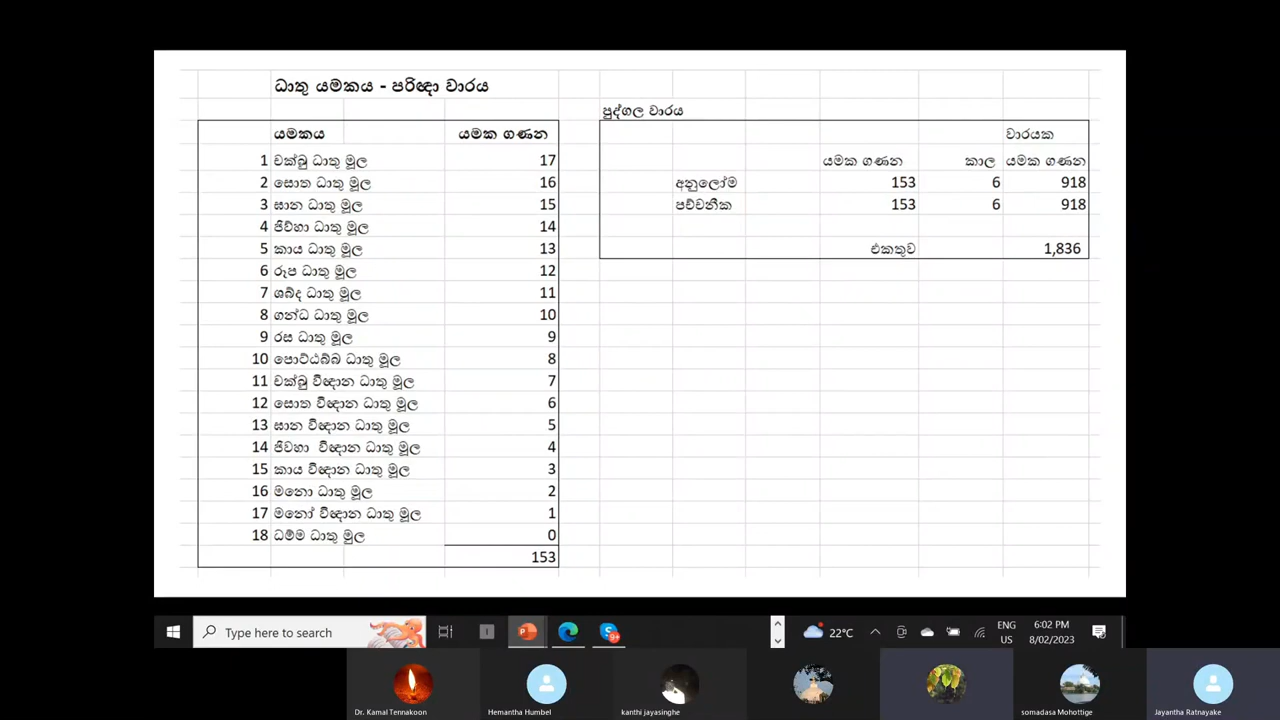 ධාතු යමකය - පරිඥා වාරය
යමකය යමක ගණන
1 චක්ඛු ධාතු මූල 17
2 සොත ධාතු මූල 16
3 ඝාන ධාතු මූල 15
4 ජිව්හා ධාතු මූල 14
5 කාය ධාතු මූල 13
6 රූප ධාතු මූල 12
7 ශබ්ද ධාතු මූල 11
8 ගන්ධ ධාතු මූල 10
9 රස ධාතු මූල 9
10 පොට්ඨබ්බ ධාතු මූල 8
11 චක්ඛු විඥාන ධාතු මූල 7
12 සොත විඥාන ධාතු මූල 6
13 ඝාන විඥාන ධාතු මූල 5
14 ජිවහා විඥාන ධාතු මූල 4
15 කාය විඥාන ධාතු මූල 3
16 මනො ධාතු මූල 2
17 මනෝ විඥාන ධාතු මූල 1
18 ධම්ම ධාතු මුල 0
153
පුද්ගල වාරය
වාරයක
යමක ගණන කාල යමක ගණන
අනුලෝම 153 6 918
පච්චනීක 153 6 918
එකතුව 1,836
Type here to search
22°C
ENG
US
6:02 PM
8/02/2023
9+
Dr. Kamal Tennakoon
Hemantha Humbel
kanthi jayasinghe
somadasa Mohottige
Jayantha Ratnayake